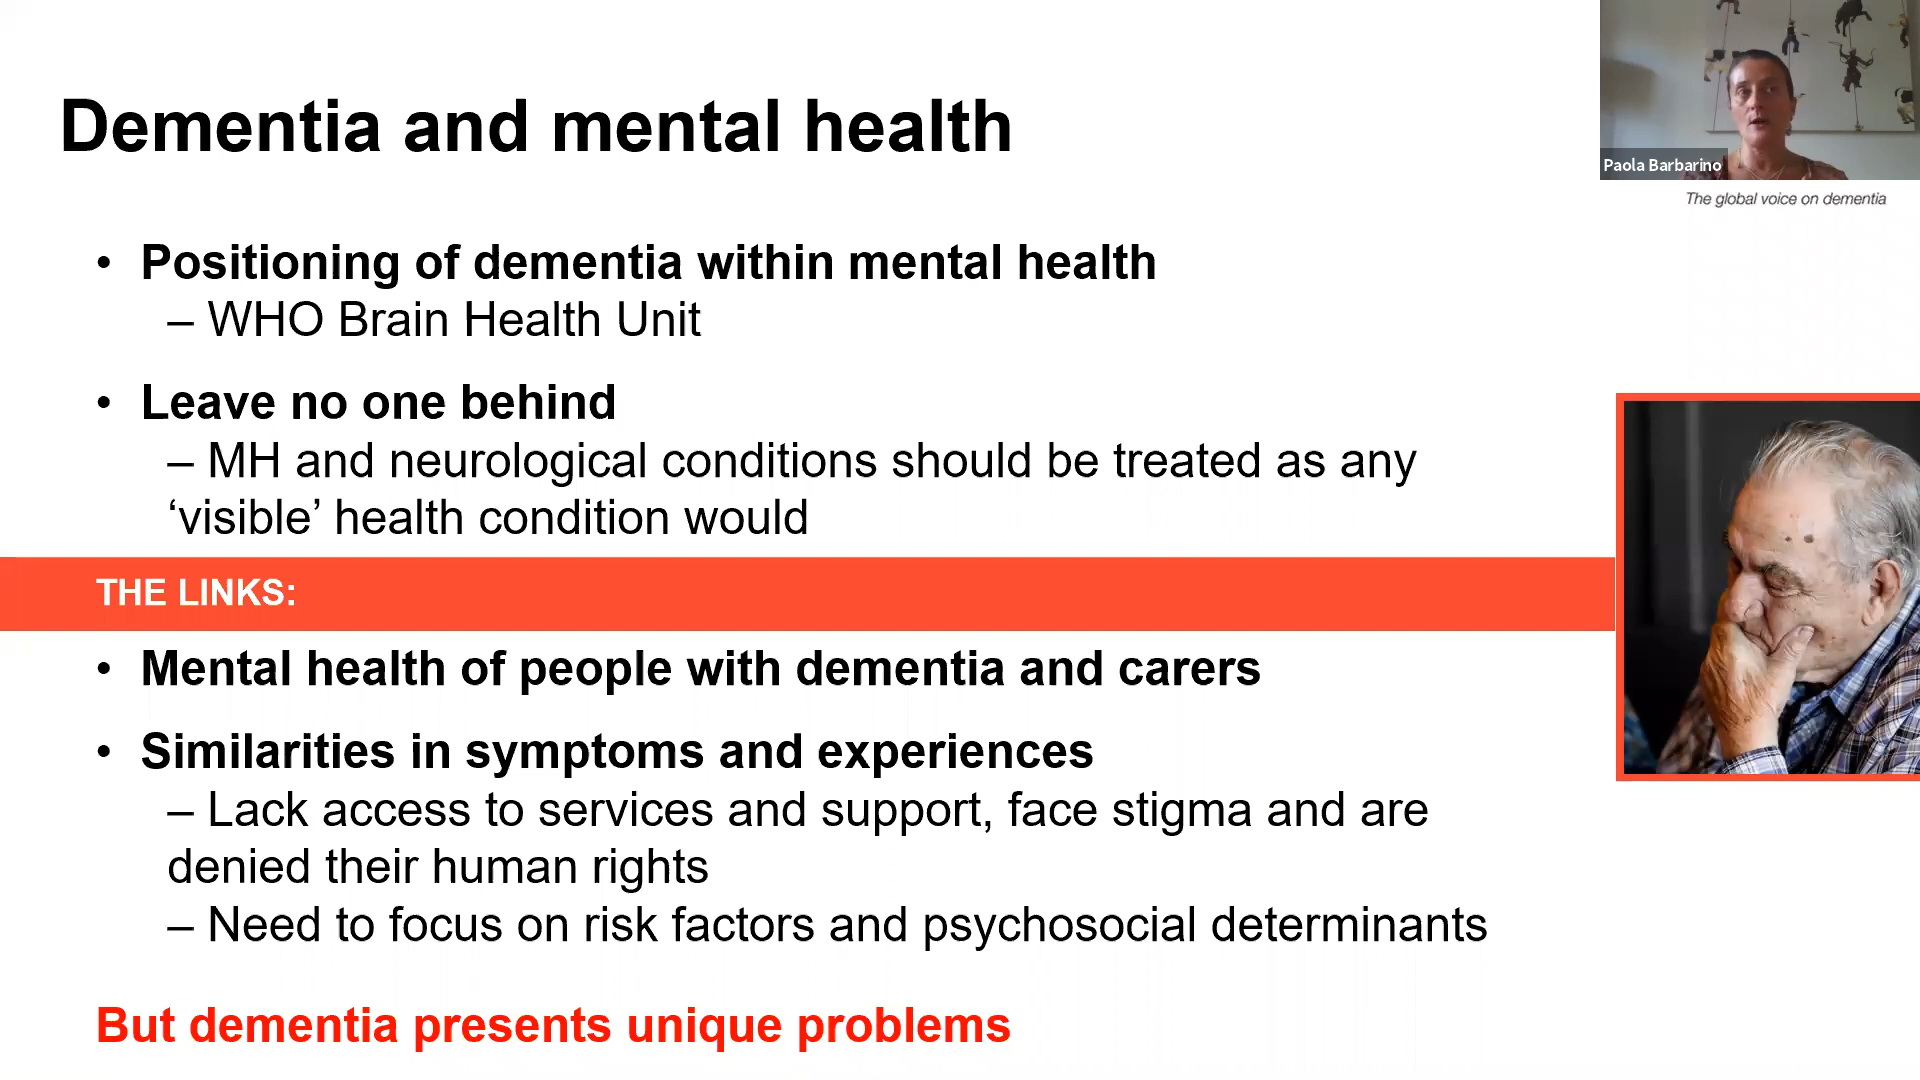 Dementia and mental health
Paola Barbarino
The global voice on dementia
• Positioning of dementia within mental health
– WHO Brain Health Unit
• Leave no one behind
– MH and neurological conditions should be treated as any
‘visible’ health condition would
THE LINKS:
• Mental health of people with dementia and carers
• Similarities in symptoms and experiences
– Lack access to services and support, face stigma and are
denied their human rights
– Need to focus on risk factors and psychosocial determinants
But dementia presents unique problems